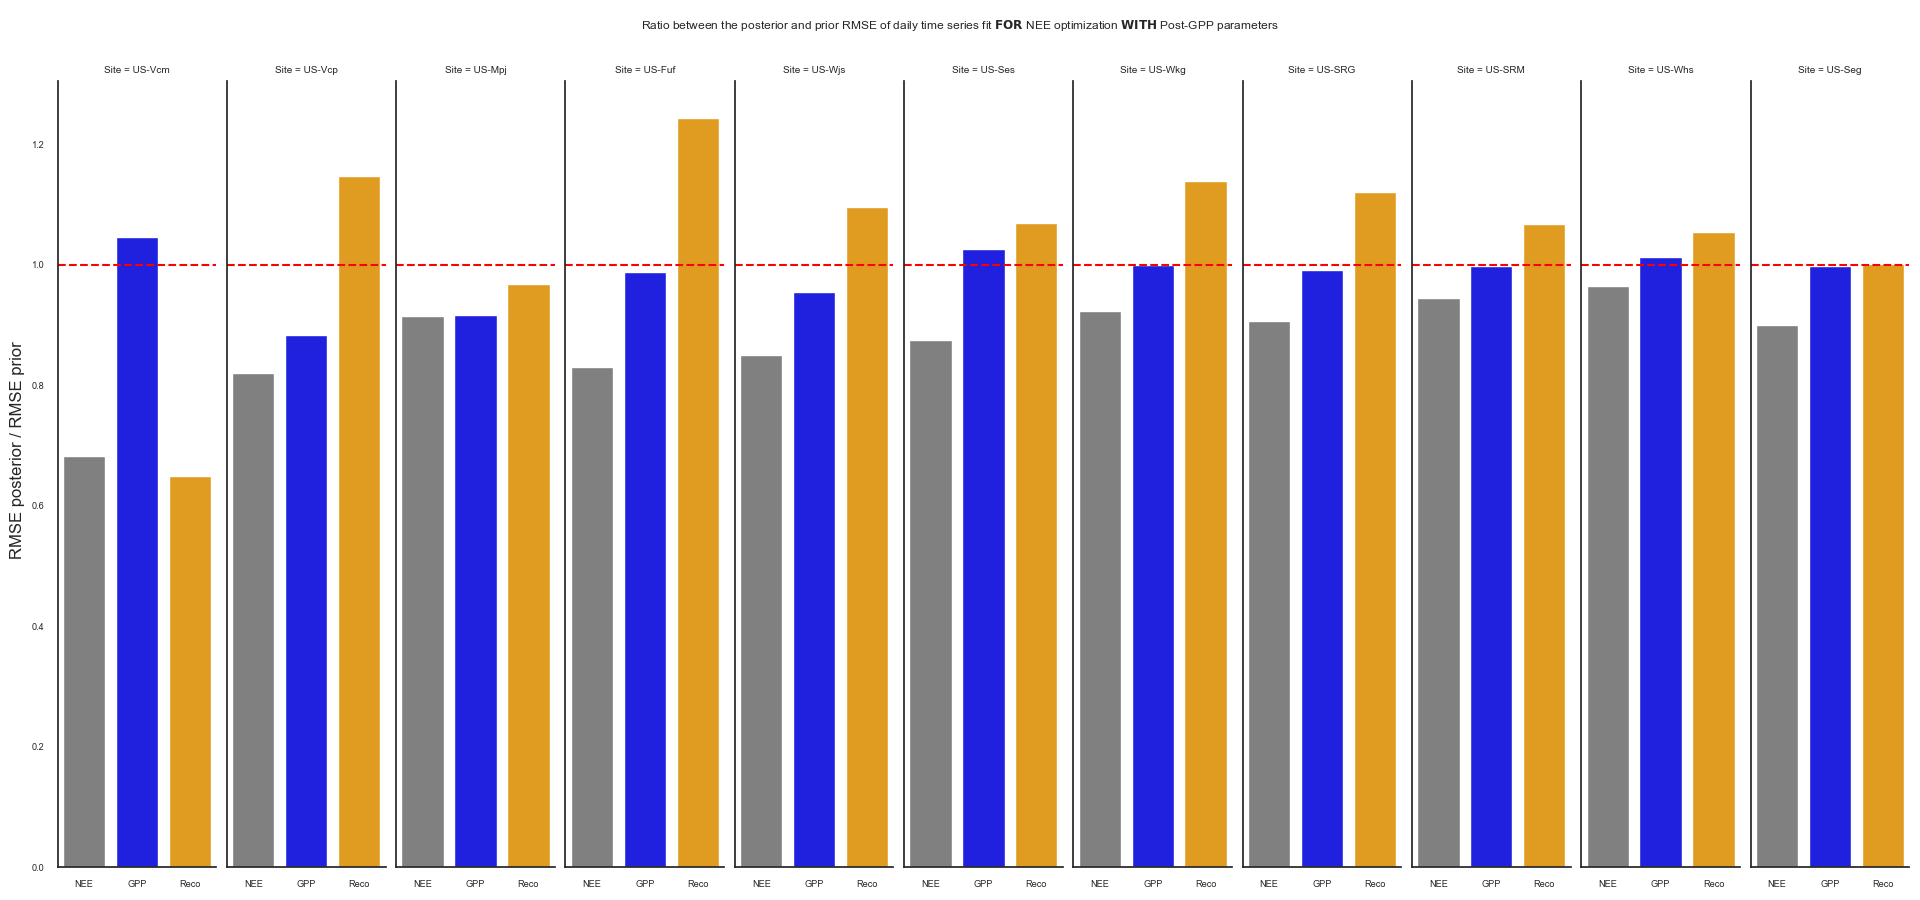 Ratio between the posterior and prior RMSE of daily time series fit FOR NEE optimization WITH Post-GPP parameters
Site = US-Vcm
Site = US-Vcp
Site = US-Mpj
Site = US-Fuf
Site = US-Wjs
Site = US-Ses
Site = US-Wkg
Site = US-SRG
Site = US-SRM
Site = US-Whs
Site = US-Seg
RMSE posterior / RMSE prior
1.2
1.0
0.8
0.6
0.4
0.2
0.0
NEE GPP Reco
NEE GPP Reco
NEE GPP Reco
NEE GPP Reco
NEE GPP Reco
NEE GPP Reco
NEE GPP Reco
NEE GPP Reco
NEE GPP Reco
NEE GPP Reco
NEE GPP Reco